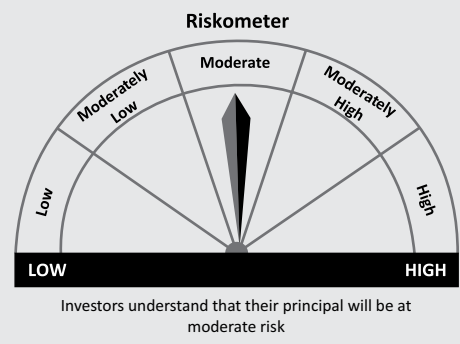 Riskometer
Moderate
Moderately
Low
Moderately
High
Low
High
LOW
HIGH
Investors understand that their principal will be at
moderate risk